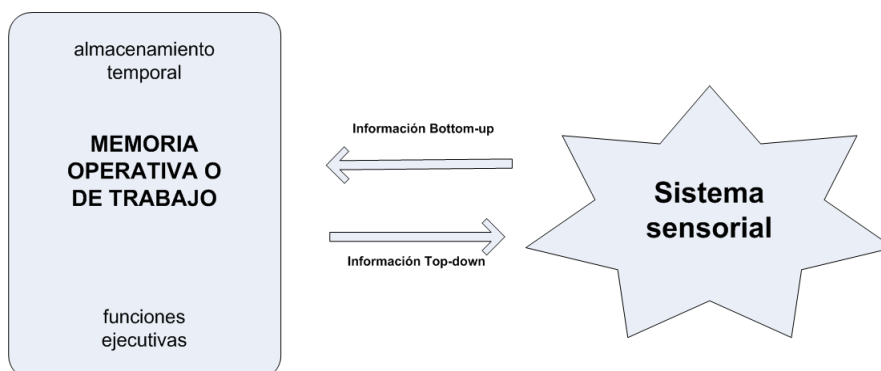 almacenamiento
temporal
MEMORIA
OPERATIVA O
DE TRABAJO
funciones
ejecutivas
Información Bottom-up
Información Top-down
Sistema
sensorial